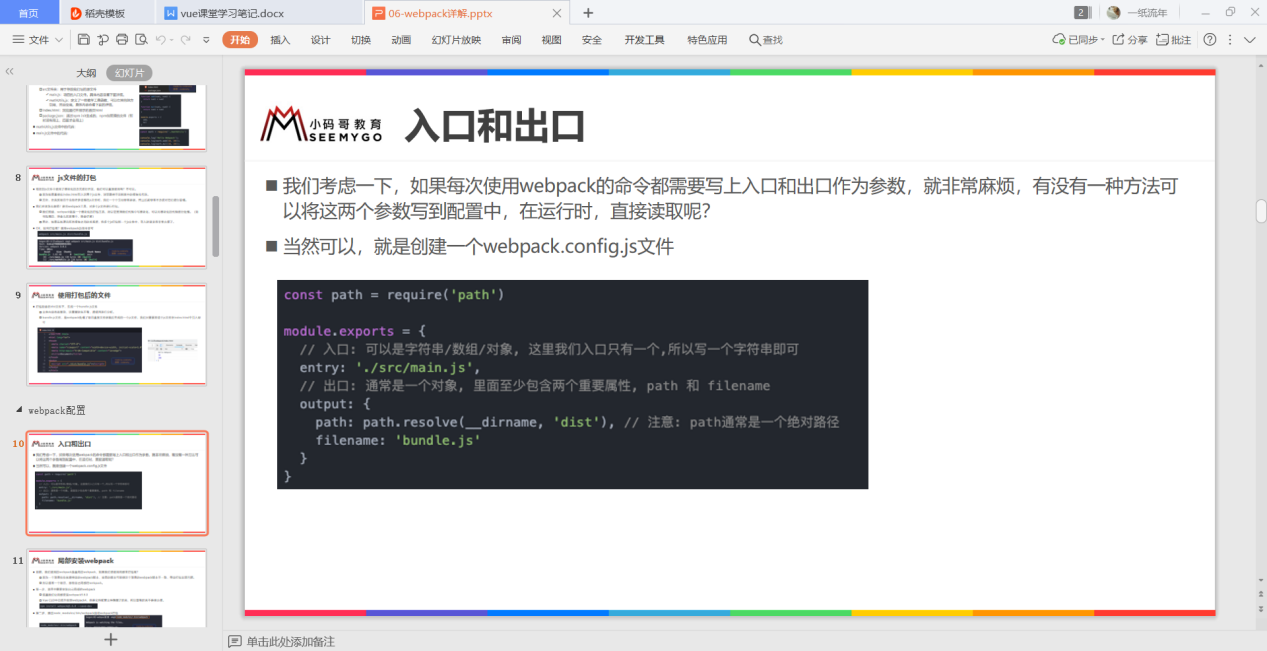 首页
稻壳模板
vue课堂学习笔记.docx
06-webpack详解.pptx
2
一纸流年
文件
开始
插入
设计
切换
动画
幻灯片放映
审阅
视图
安全
开发工具
特色应用
查找
已同步
分享
批注
大纲
幻灯片
8
js文件的打包
9
使用打包后的文件
webpack配置
10
入口和出口
11
局部安装webpack
小码哥教育
SEEMYGO
入口和出口
我们考虑一下，如果每次使用webpack的命令都需要写上入口和出口作为参数，就非常麻烦，有没有一种方法可
以将这两个参数写到配置中，在运行时，直接读取呢？
当然可以，就是创建一个webpack.config.js文件
const path = require('path')
module.exports = {
// 入口: 可以是字符串/数组/对象, 这里我们入口只有一个,所以写一个字符串即可
entry: './src/main.js',
// 出口: 通常是一个对象, 里面至少包含两个重要属性, path 和 filename
output: {
path: path.resolve(__dirname, 'dist'), // 注意: path通常是一个绝对路径
filename: 'bundle.js'
}
}
单击此处添加备注